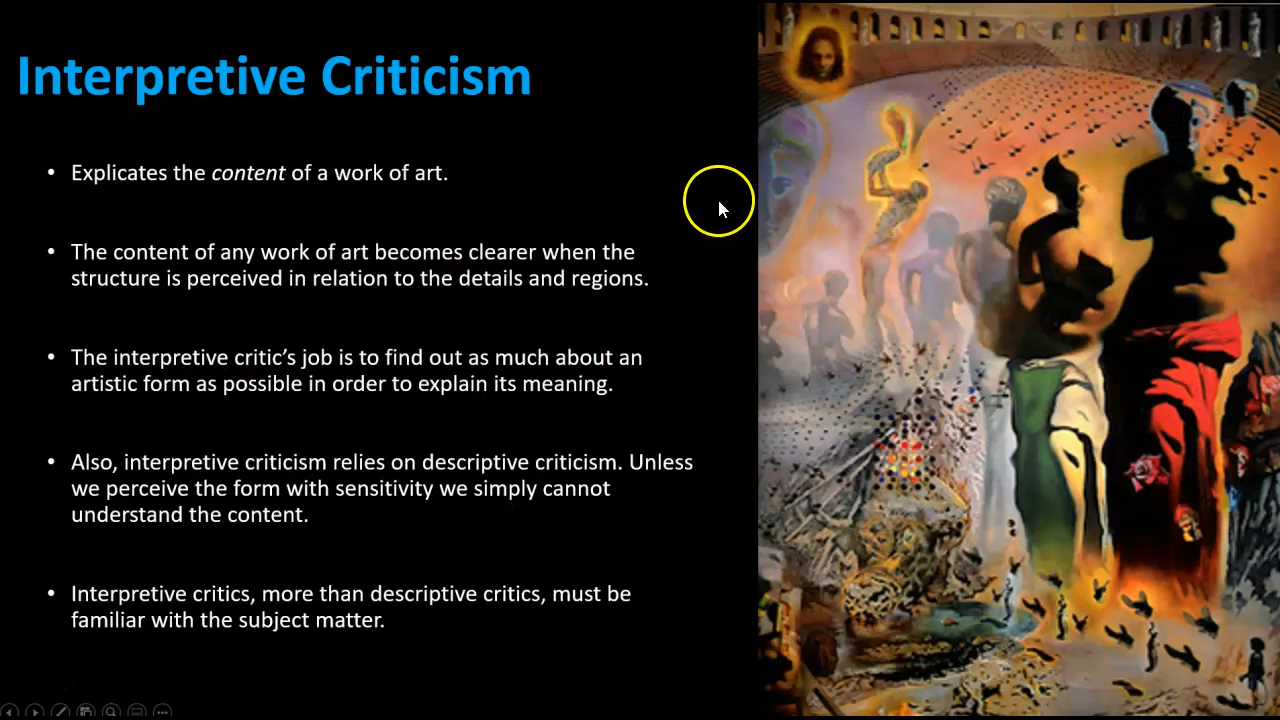 Interpretive Criticism
• Explicates the content of a work of art.
• The content of any work of art becomes clearer when the
structure is perceived in relation to the details and regions.
• The interpretive critic’s job is to find out as much about an
artistic form as possible in order to explain its meaning.
• Also, interpretive criticism relies on descriptive criticism. Unless
we perceive the form with sensitivity we simply cannot
understand the content.
• Interpretive critics, more than descriptive critics, must be
familiar with the subject matter.